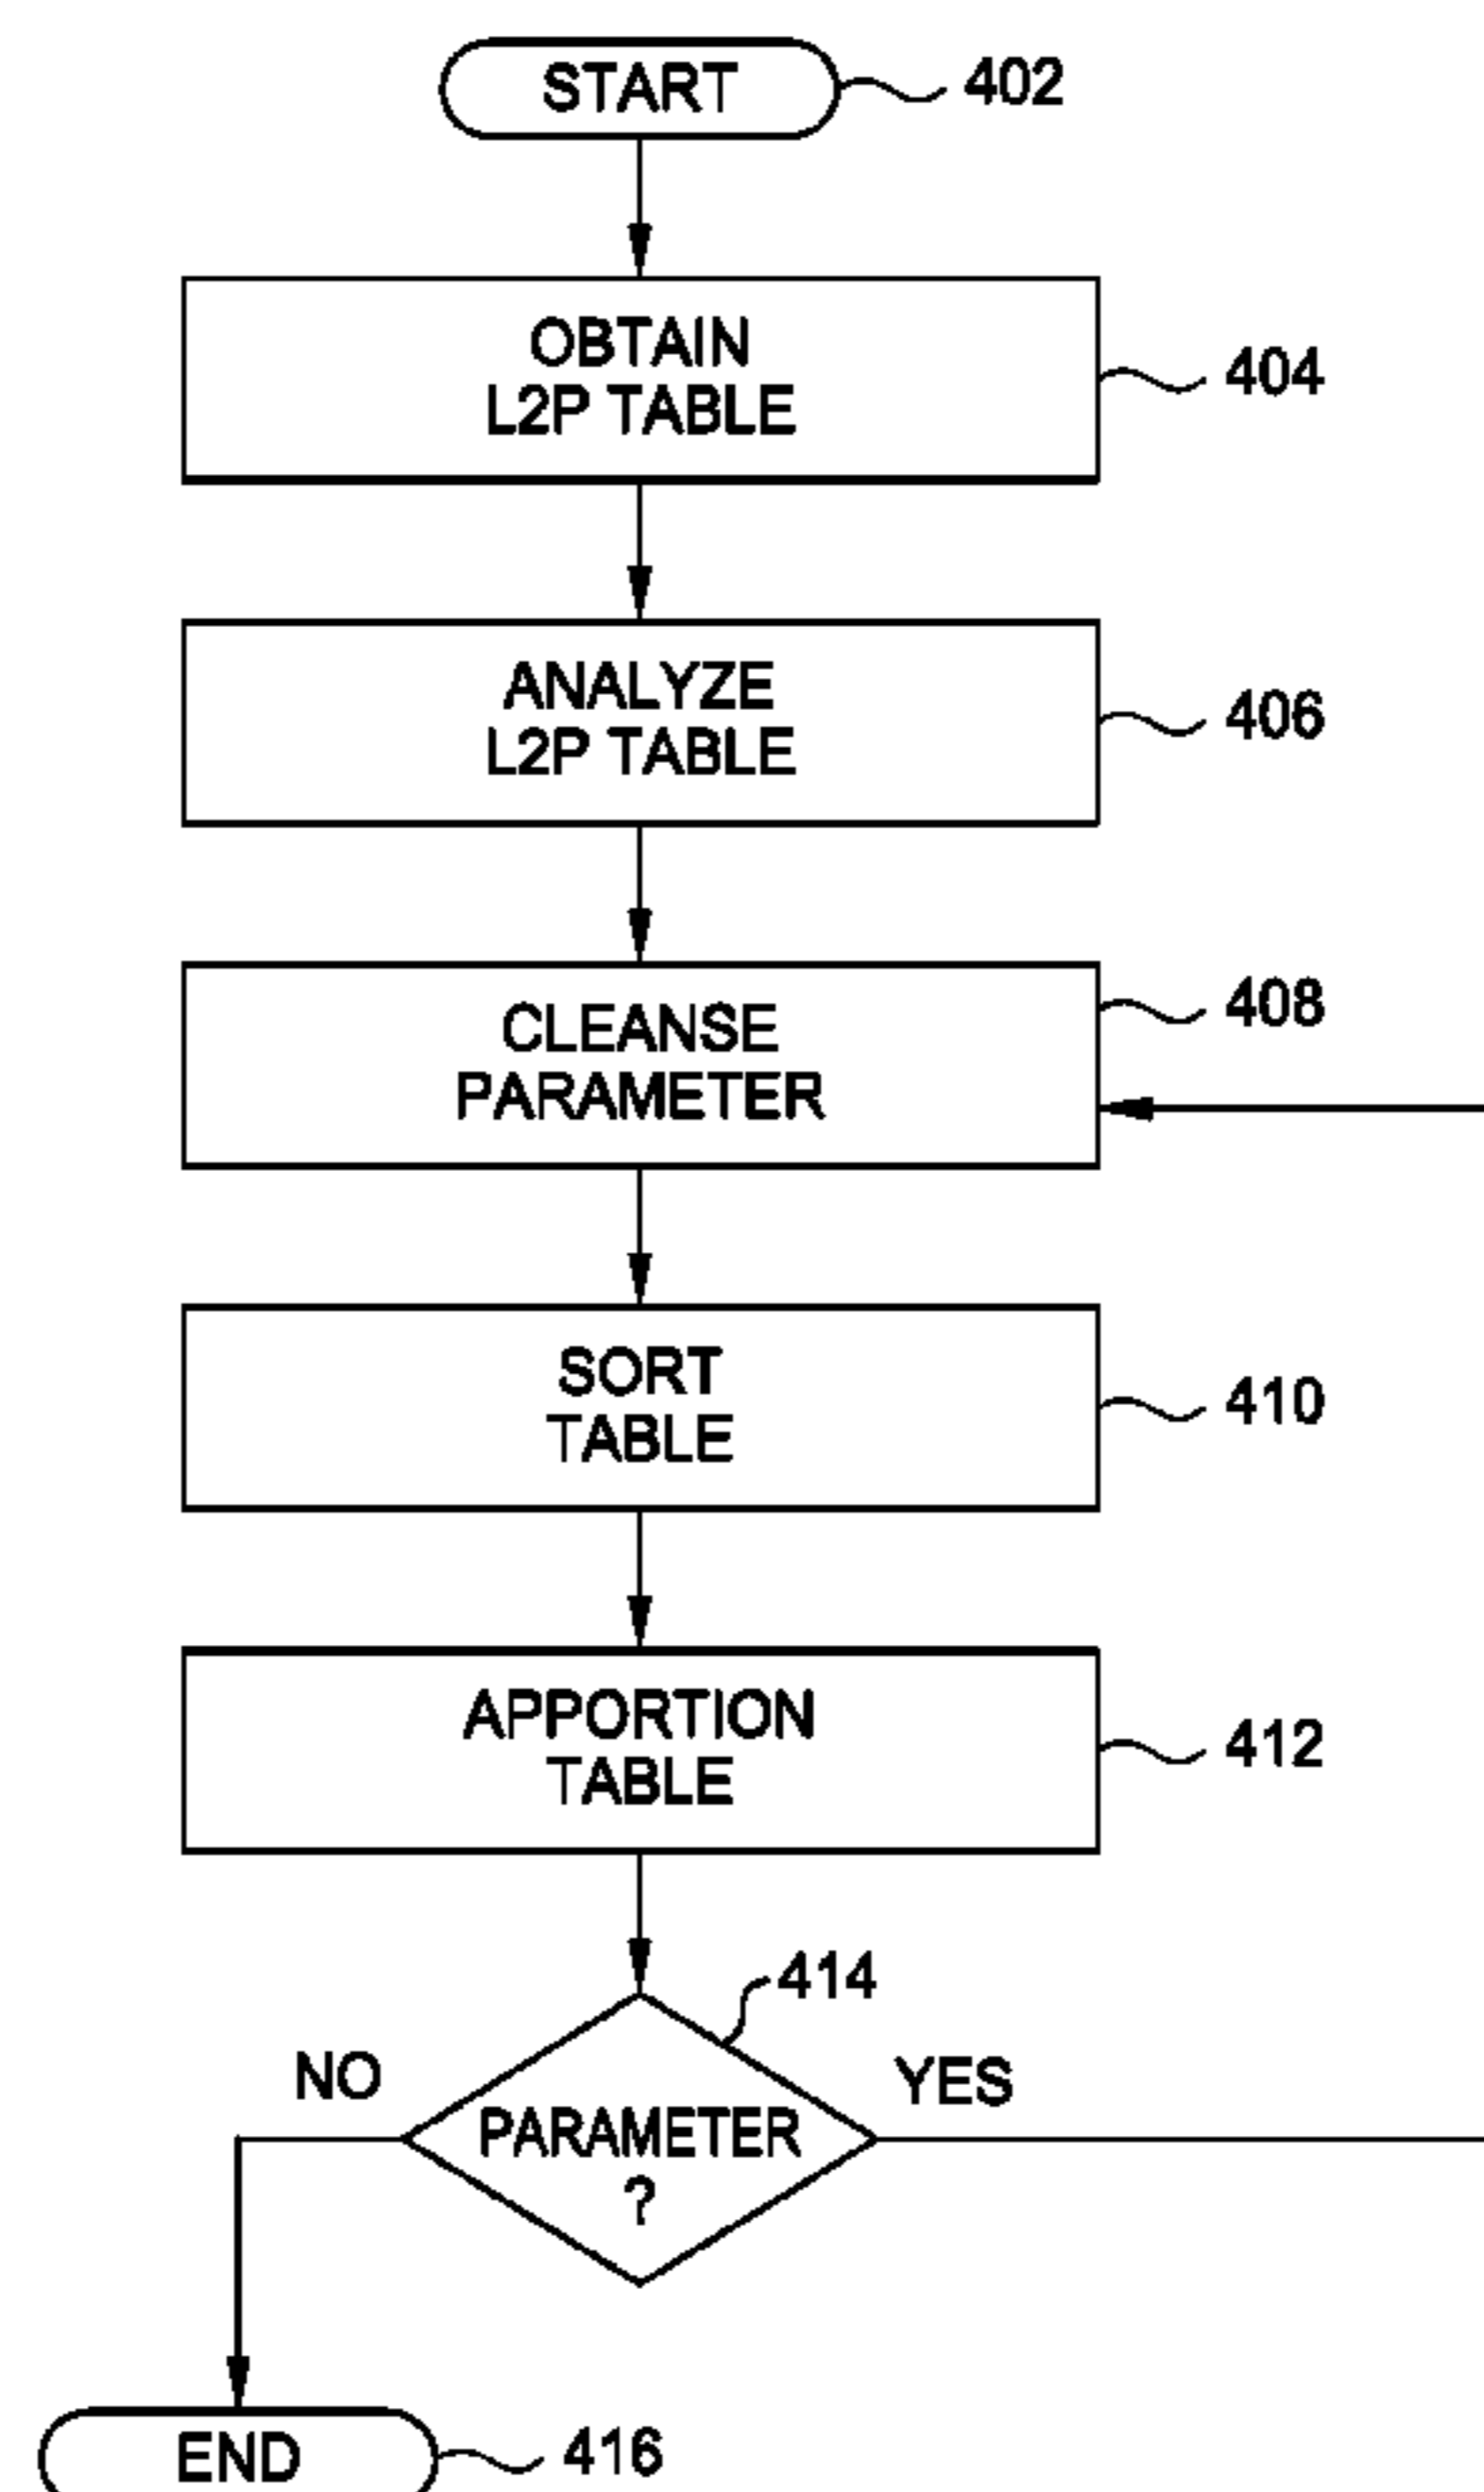 START
402
OBTAIN
L2P TABLE
404
ANALYZE
L2P TABLE
406
CLEANSE
PARAMETER
408
SORT
TABLE
410
APPORTION
TABLE
412
414
NO
YES
PARAMETER
?
END
416